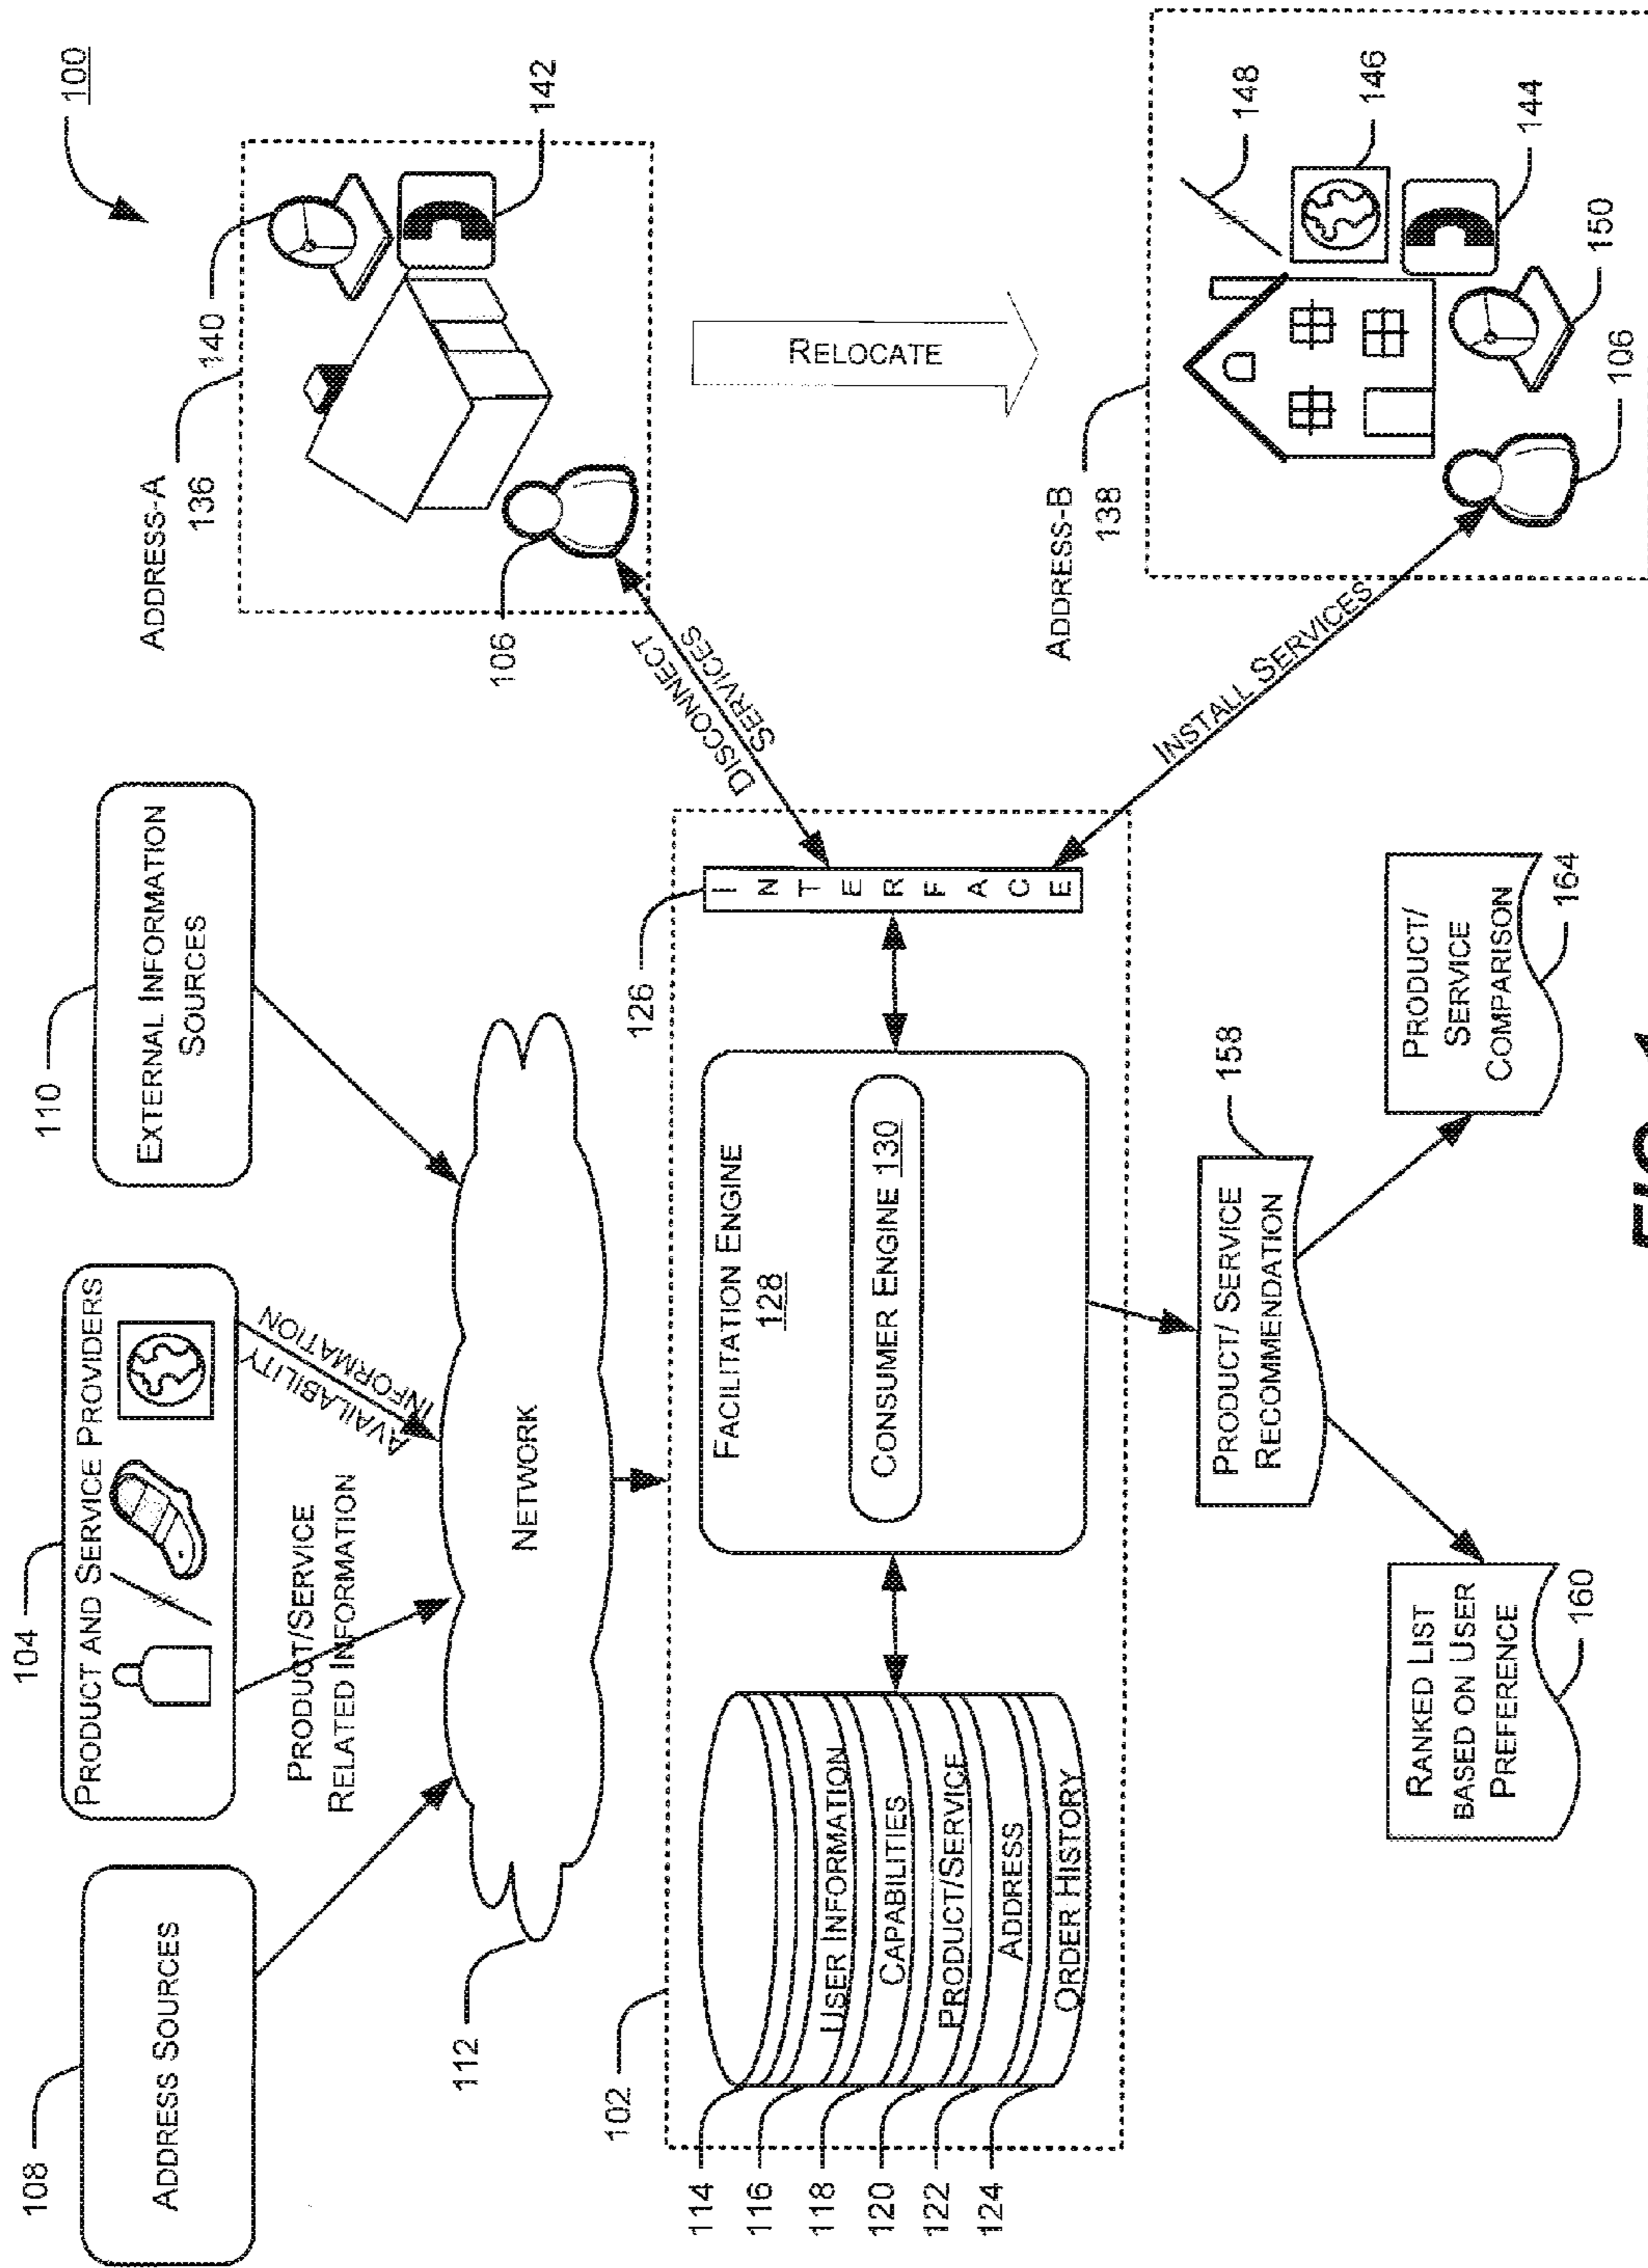 100
108
ADDRESS SOURCES
104
PRODUCT AND SERVICE PROVIDERS
110
EXTERNAL INFORMATION
SOURCES
PRODUCT/SERVICE
RELATED INFORMATION
AVAILABILITY
INFORMATION
112
NETWORK
102
114
116
118
120
122
124
USER INFORMATION
CAPABILITIES
PRODUCT/SERVICE
ADDRESS
ORDER HISTORY
FACILITATION ENGINE
128
CONSUMER ENGINE 130
126
INTERFACE
DISCONNECT
SERVICES
INSTALL SERVICES
ADDRESS-A
136
140
142
106
RELOCATE
ADDRESS-B
138
148
146
144
150
106
PRODUCT/ SERVICE
RECOMMENDATION
158
RANKED LIST
BASED ON USER
PREFERENCE
160
PRODUCT/
SERVICE
COMPARISON
164